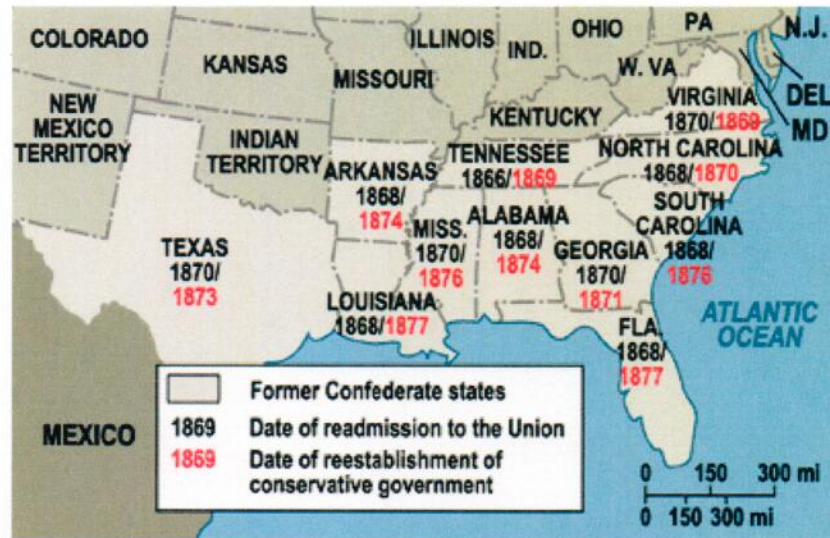 COLORADO
KANSAS
MISSOURI
ILLINOIS
IND.
OHIO
PA
N.J.
W. VA
DEL
MD
KENTUCKY
VIRGINIA
1870/1869
NEW
MEXICO
TERRITORY
INDIAN
TERRITORY
ARKANSAS
1868/
1874
TENNESSEE
1866/1869
NORTH CAROLINA
1868/1870
SOUTH
CAROLINA
1868/
1876
TEXAS
1870/
1873
MISS.
1870/
1876
ALABAMA
1868/
1874
GEORGIA
1870/
1871
LOUISIANA
1868/1877
FLA.
1868/
1877
ATLANTIC
OCEAN
MEXICO
Former Confederate states
1869 Date of readmission to the Union
1869 Date of reestablishment of
conservative government
0 150 300 mi
0 150 300 mi